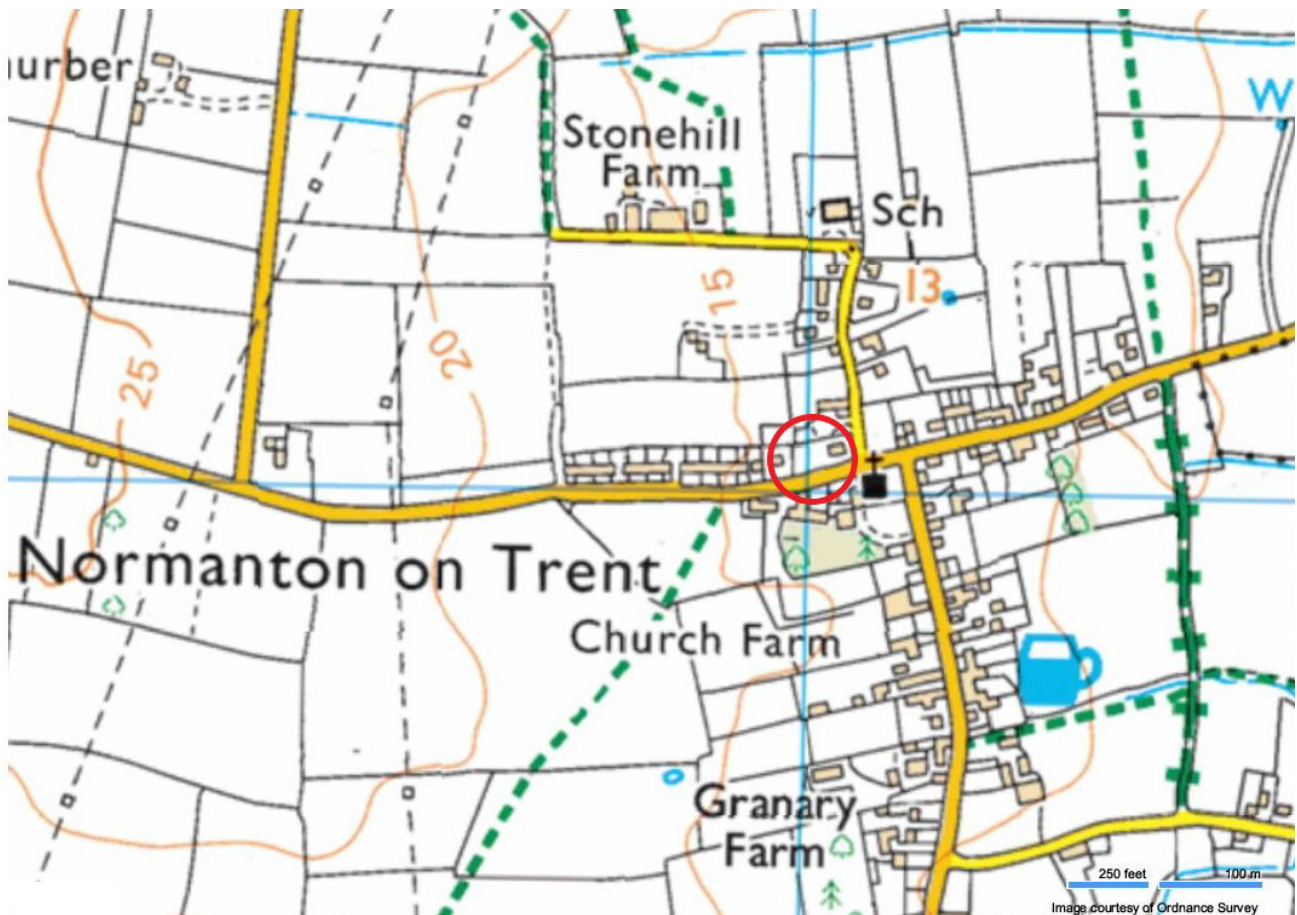 urber
Stonehill
Farm
W
Sch
13
15
20
25
Normanton on Trent
Church Farm
Granary
Farm
250 feet
100 m
Image courtesy of Ordnance Survey